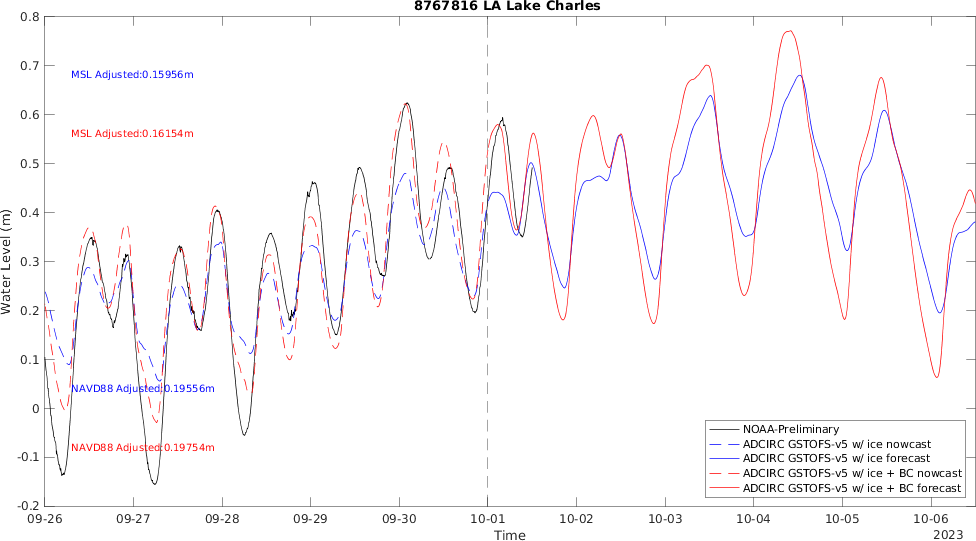 8767816 LA Lake Charles
0.8
0.7
MSL Adjusted:0.15956m
0.6
MSL Adjusted:0.16154m
0.5
0.4
Water Level (m)
0.3
0.2
0.1
NAVD88 Adjusted:0.19556m
0
NAVD88 Adjusted:0.19754m
-0.1
-0.2
NOAA-Preliminary
ADCIRC GSTOFS-v5 w/ ice nowcast
ADCIRC GSTOFS-v5 w/ ice forecast
ADCIRC GSTOFS-v5 w/ ice + BC nowcast
ADCIRC GSTOFS-v5 w/ ice + BC forecast
09-26 09-27 09-28 09-29 09-30 10-01 10-02 10-03 10-04 10-05 10-06
Time
2023